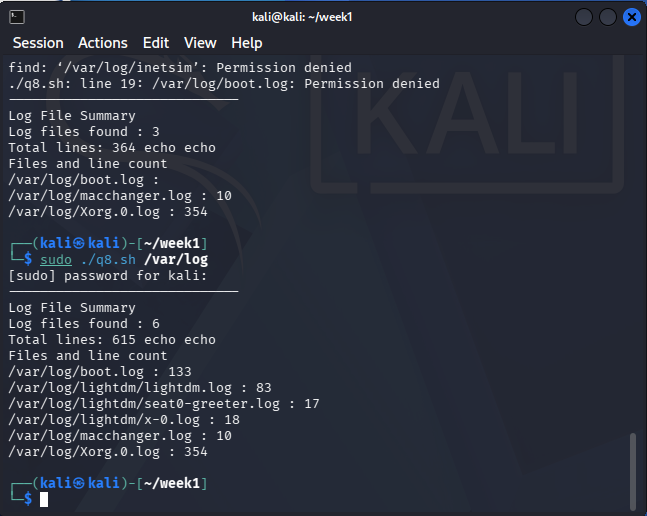 kali@kali: ~/week1
Session Actions Edit View Help
find: ‘/var/log/inetsim’: Permission denied
./q8.sh: line 19: /var/log/boot.log: Permission denied
Log File Summary
Log files found : 3
Total lines: 364 echo echo
Files and line count
/var/log/boot.log :
/var/log/macchanger.log : 10
/var/log/Xorg.0.log : 354
┌──(kali㉿kali)-[~/week1]
└─$ sudo ./q8.sh /var/log
[sudo] password for kali:
Log File Summary
Log files found : 6
Total lines: 615 echo echo
Files and line count
/var/log/boot.log : 133
/var/log/lightdm/lightdm.log : 83
/var/log/lightdm/seat0-greeter.log : 17
/var/log/lightdm/x-0.log : 18
/var/log/macchanger.log : 10
/var/log/Xorg.0.log : 354
┌──(kali㉿kali)-[~/week1]
└─$
KALI